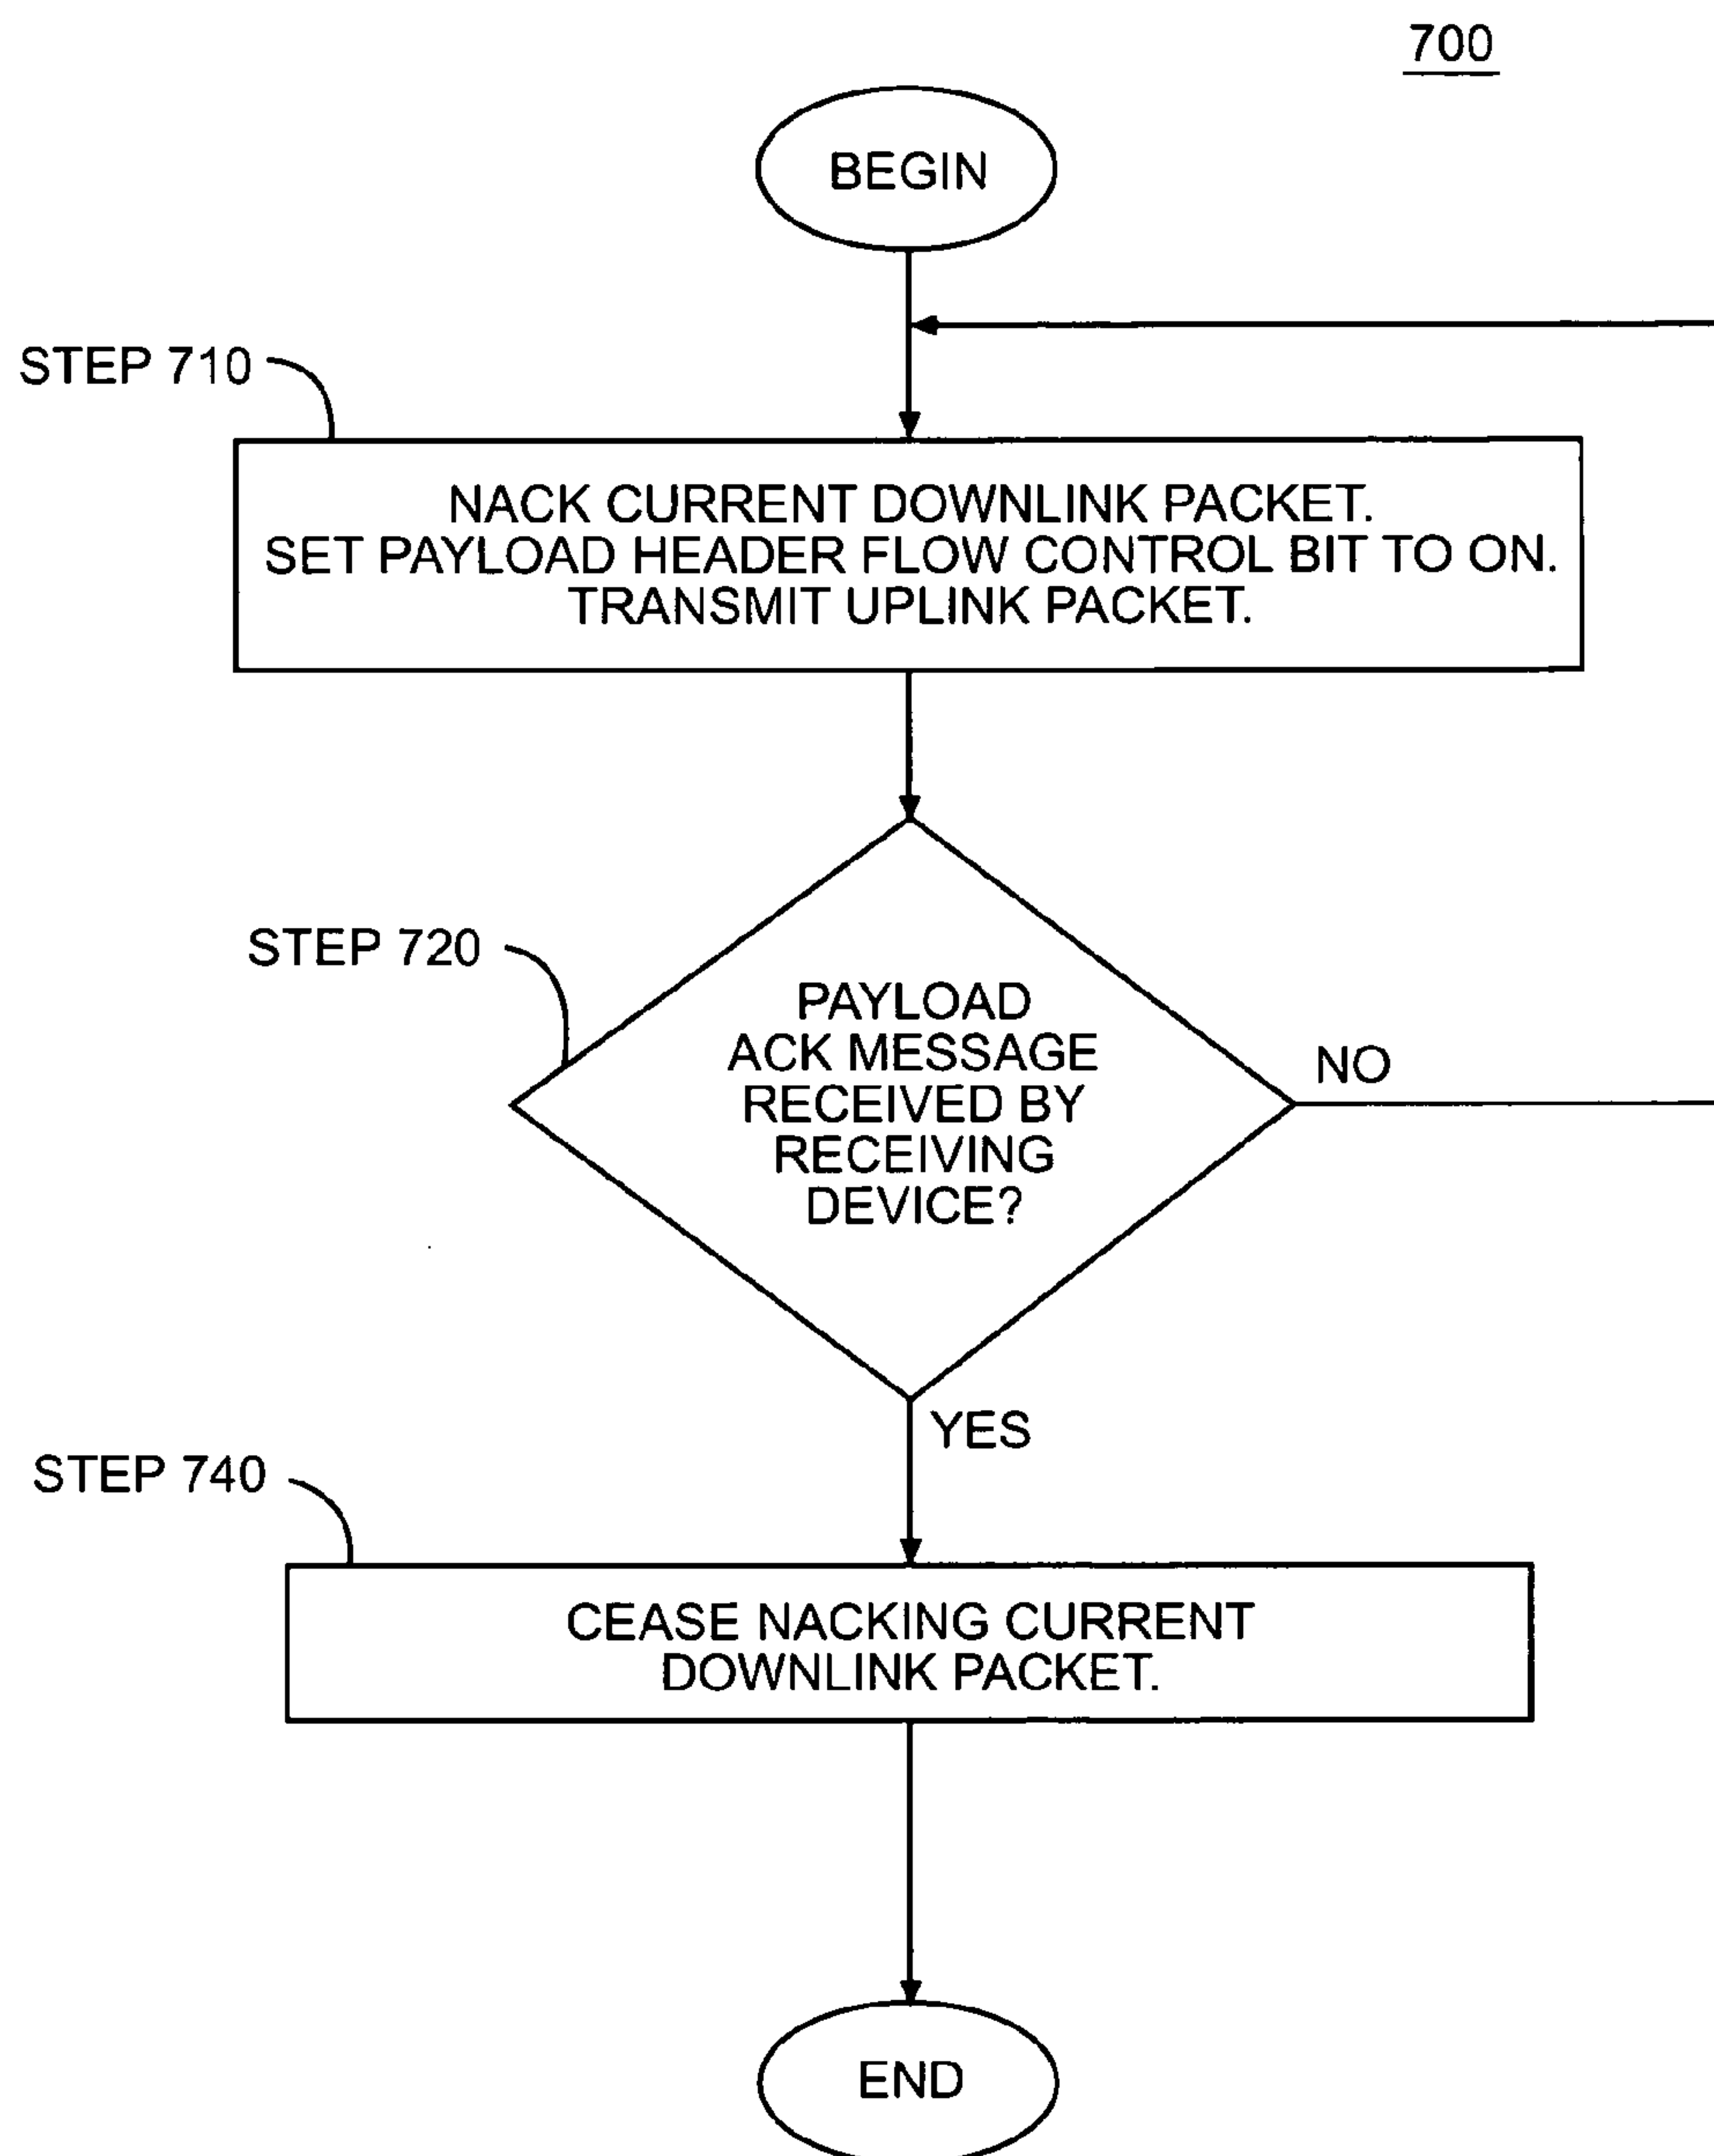 700
BEGIN
STEP 710
NACK CURRENT DOWNLINK PACKET.
SET PAYLOAD HEADER FLOW CONTROL BIT TO ON.
TRANSMIT UPLINK PACKET.
STEP 720
PAYLOAD
ACK MESSAGE
RECEIVED BY
RECEIVING
DEVICE?
NO
YES
STEP 740
CEASE NACKING CURRENT
DOWNLINK PACKET.
END